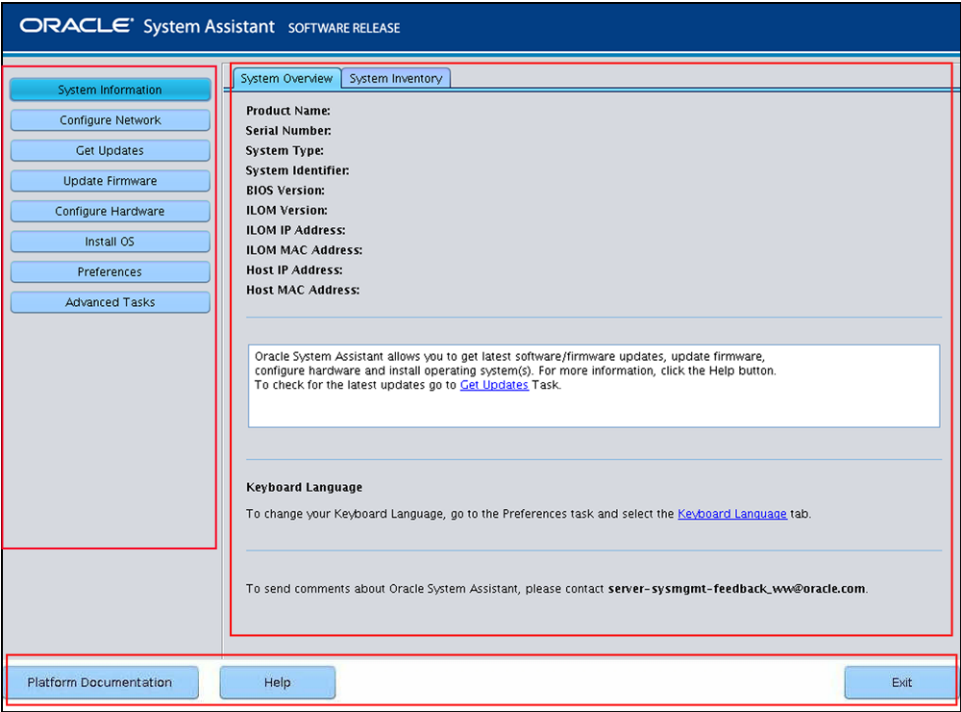 ORACLE System Assistant SOFTWARE RELEASE
System Information
Configure Network
Get Updates
Update Firmware
Configure Hardware
Install OS
Preferences
Advanced Tasks
System Overview System Inventory
Product Name:
Serial Number:
System Type:
System Identifier:
BIOS Version:
ILOM Version:
ILOM IP Address:
ILOM MAC Address:
Host IP Address:
Host MAC Address:
Oracle System Assistant allows you to get latest software/firmware updates, update firmware,
configure hardware and install operating system(s). For more information, click the Help button.
To check for the latest updates go to Get Updates Task.
Keyboard Language
To change your Keyboard Language, go to the Preferences task and select the Keyboard Language tab.
To send comments about Oracle System Assistant, please contact server-sysmgmt-feedback_ww@oracle.com.
Platform Documentation Help Exit